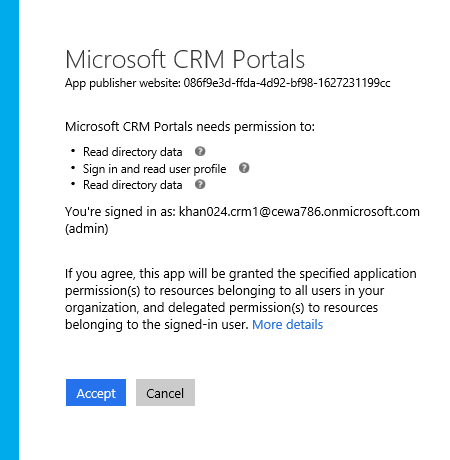 Microsoft CRM Portals
App publisher website: 086f9e3d-ffda-4d92-bf98-1627231199cc
Microsoft CRM Portals needs permission to:
• Read directory data ?
• Sign in and read user profile ?
• Read directory data ?
You're signed in as: khan024.crm1@cewa786.onmicrosoft.com
(admin)
If you agree, this app will be granted the specified application
permission(s) to resources belonging to all users in your
organization, and delegated permission(s) to resources
belonging to the signed-in user. More details
Accept Cancel